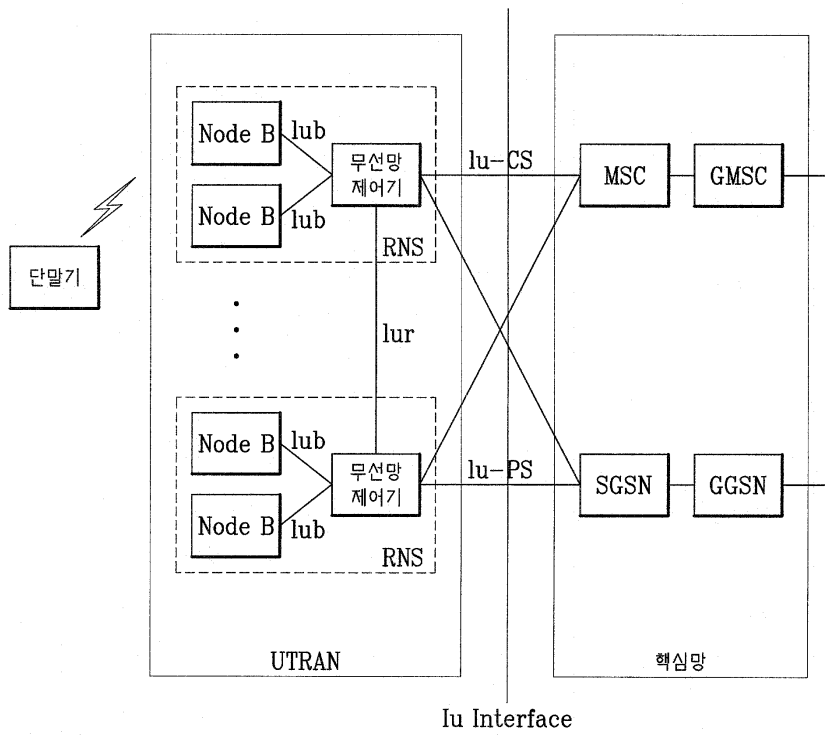 Node B
lub
무선망
제어기
Node B
lub
RNS
lu-CS
MSC
GMSC
단말기
lur
Node B
lub
무선망
제어기
Node B
lub
RNS
lu-PS
SGSN
GGSN
UTRAN
핵심망
Iu Interface